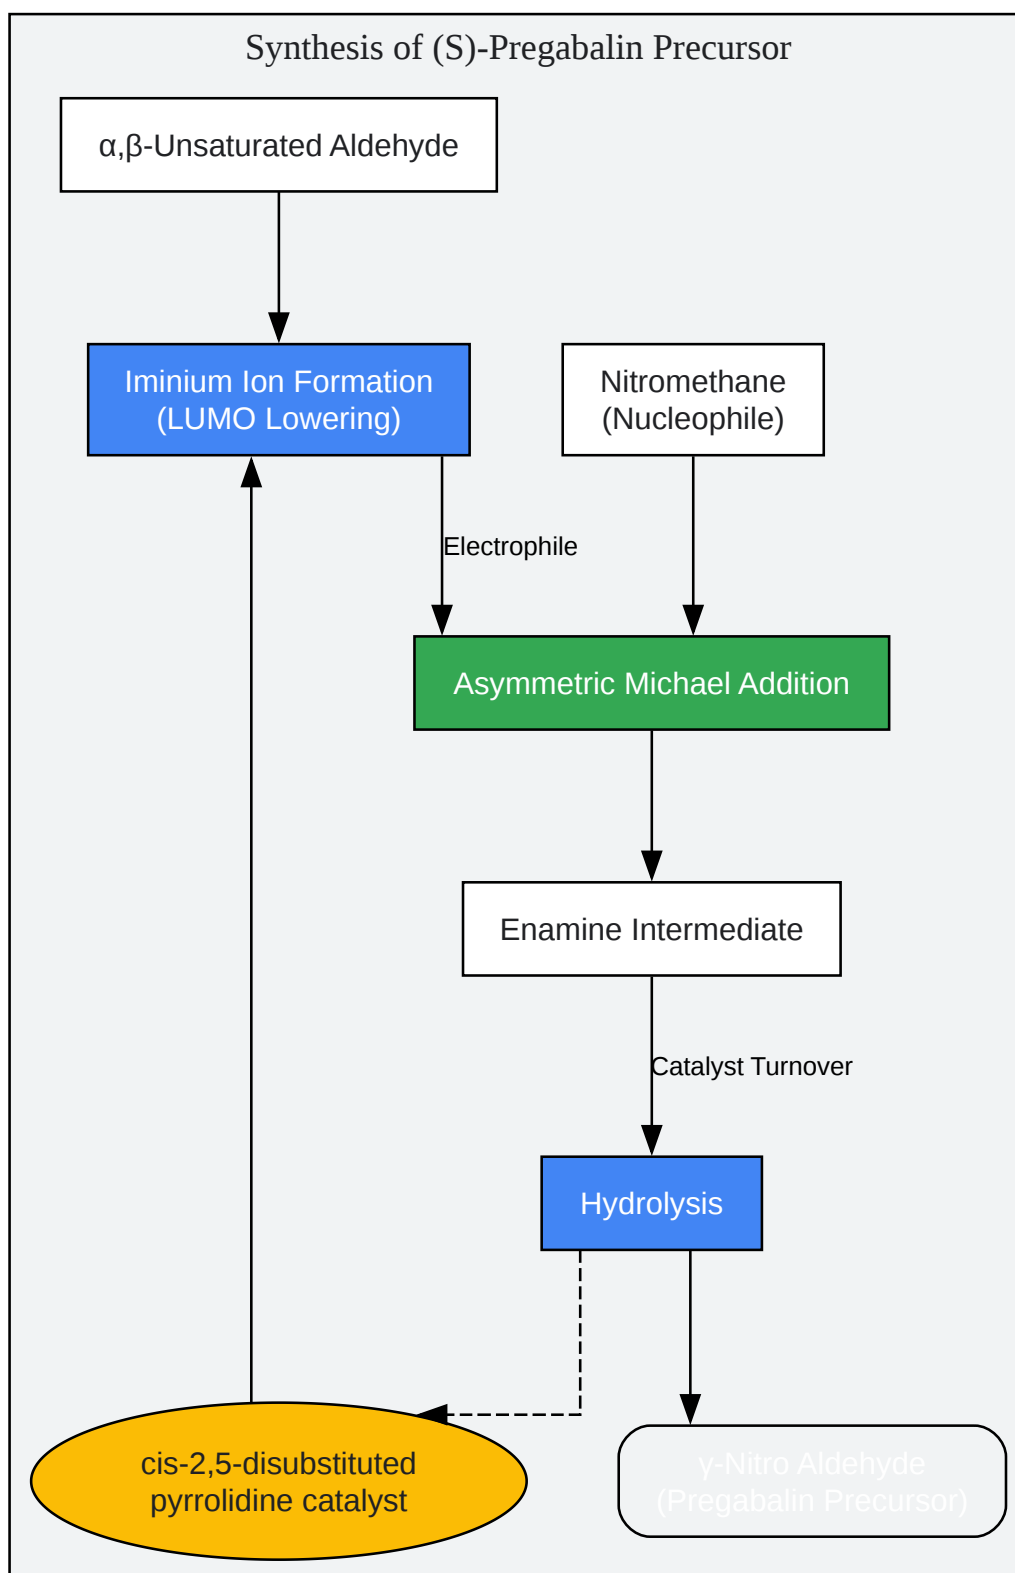 Synthesis of (S)-Pregabalin Precursor
α,β-Unsaturated Aldehyde
Iminium Ion Formation
(LUMO Lowering)
Nitromethane
(Nucleophile)
Electrophile
Asymmetric Michael Addition
Enamine Intermediate
Catalyst Turnover
Hydrolysis
cis-2,5-disubstituted
pyrrolidine catalyst
γ-Nitro Aldehyde
(Pregabalin Precursor)